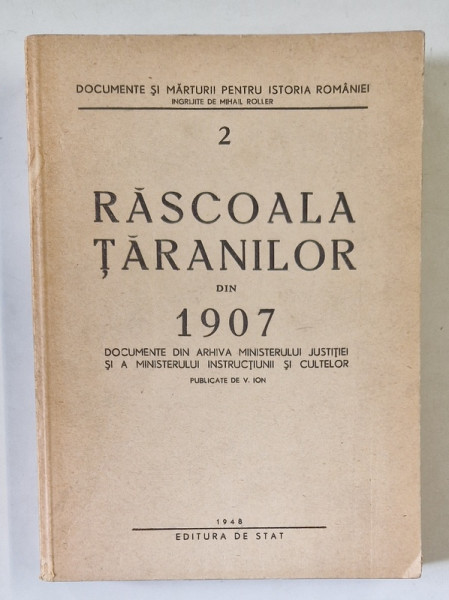 DOCUMENTE ȘI MĂRTURII PENTRU ISTORIA ROMÂNIEI
INGRIJITE DE MIHAIL ROLLER
2
RĂSCOALA
ȚĂRANILOR
DIN
1907
DOCUMENTE DIN ARHIVA MINISTERULUI JUSTIȚIEI
ȘI A MINISTERULUI INSTRUCȚIUNII ȘI CULTELOR
PUBLICATE DE V. ION
1948
EDITURA DE STAT